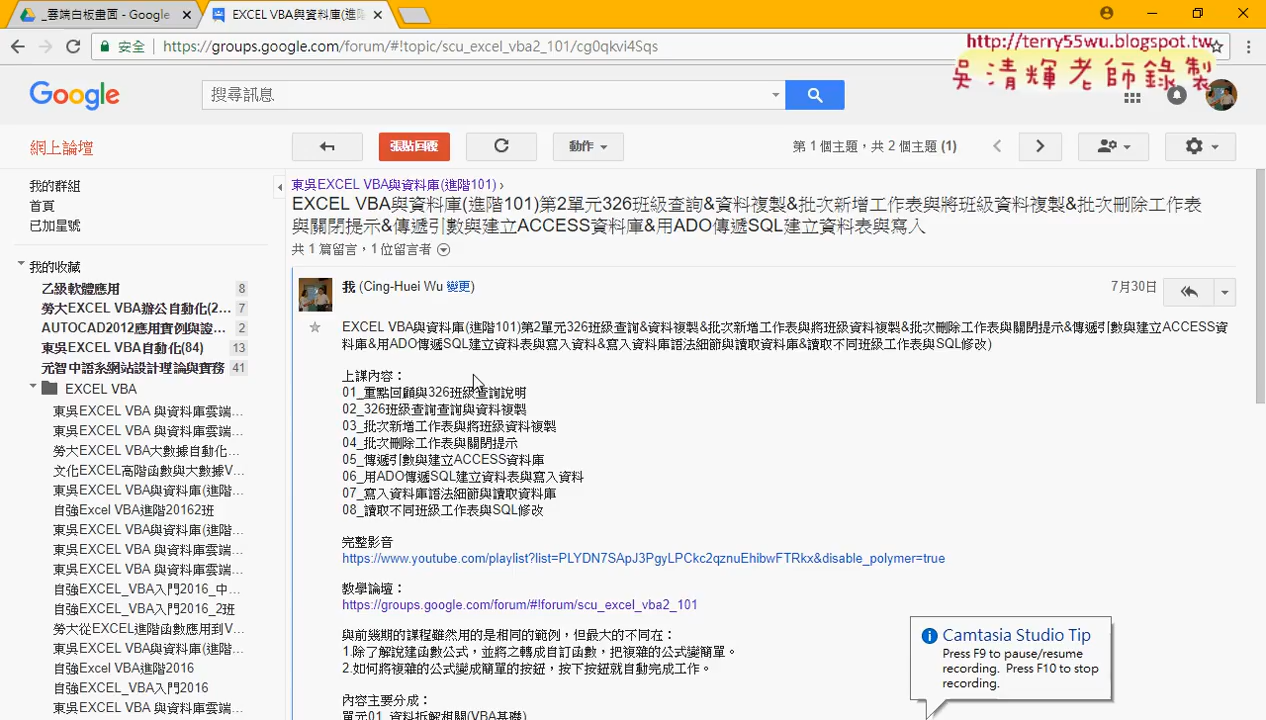 _雲端白板畫面 - Google
EXCEL VBA與資料庫(進階
安全
https://groups.google.com/forum/#!topic/scu_excel_vba2_101/cg0qkvi4Sqs
http://terry55wu.blogspot.tw
吳清輝老師錄製
Google
搜尋訊息
網上論壇
張貼回覆
動作
第 1 個主題，共 2 個主題 (1)
我的群組
首頁
已加星號
我的收藏
乙級軟體應用 8
勞大EXCEL VBA辦公自動化(2... 7
AUTOCAD2012應用實例與證... 2
東吳EXCEL VBA自動化(84) 13
元智中語系網站設計理論與實務 41
EXCEL VBA
東吳EXCEL VBA 與資料庫雲端...
東吳EXCEL VBA 與資料庫雲端...
勞大EXCEL VBA大數據自動化...
文化EXCEL高階函數與大數據V...
東吳EXCEL VBA與資料庫(進階...
自強Excel VBA進階20162班
東吳EXCEL VBA與資料庫(進階...
東吳EXCEL VBA 與資料庫雲端...
東吳EXCEL VBA 與資料庫雲端...
自強EXCEL_VBA入門2016_中...
自強EXCEL_VBA入門2016_2班
勞大從EXCEL進階函數應用到V...
東吳EXCEL VBA與資料庫(進階...
自強Excel VBA進階2016
自強EXCEL_VBA入門2016
東吳EXCEL VBA 與資料庫雲端...
東吳EXCEL VBA與資料庫(進階101) ›
EXCEL VBA與資料庫(進階101)第2單元326班級查詢&資料複製&批次新增工作表與將班級資料複製&批次刪除工作表
與關閉提示&傳遞引數與建立ACCESS資料庫&用ADO傳遞SQL建立資料表與寫入
共 1 篇留言，1 位留言者
我 (Cing-Huei Wu 變更)
7月30日
EXCEL VBA與資料庫(進階101)第2單元326班級查詢&資料複製&批次新增工作表與將班級資料複製&批次刪除工作表與關閉提示&傳遞引數與建立ACCESS資
料庫&用ADO傳遞SQL建立資料表與寫入資料&寫入資料庫語法細節與讀取資料庫&讀取不同班級工作表與SQL修改)
上課內容：
01_重點回顧與326班級查詢說明
02_326班級查詢查詢與資料複製
03_批次新增工作表與將班級資料複製
04_批次刪除工作表與關閉提示
05_傳遞引數與建立ACCESS資料庫
06_用ADO傳遞SQL建立資料表與寫入資料
07_寫入資料庫語法細節與讀取資料庫
08_讀取不同班級工作表與SQL修改
完整影音
https://www.youtube.com/playlist?list=PLYDN7SApJ3PgyLPCkc2qznuEhibwFTRkx&disable_polymer=true
教學論壇：
https://groups.google.com/forum/#!forum/scu_excel_vba2_101
與前幾期的課程雖然用的是相同的範例，但最大的不同在：
1.除了解說建函數公式，並將之轉成自訂函數，把複雜的公式變簡單。
2.如何將複雜的公式變成簡單的按鈕，按下按鈕就自動完成工作。
內容主要分成：
單元01_資料拆解相關(VBA基礎)
Camtasia Studio Tip
Press F9 to pause/resume
recording. Press F10 to stop
recording.